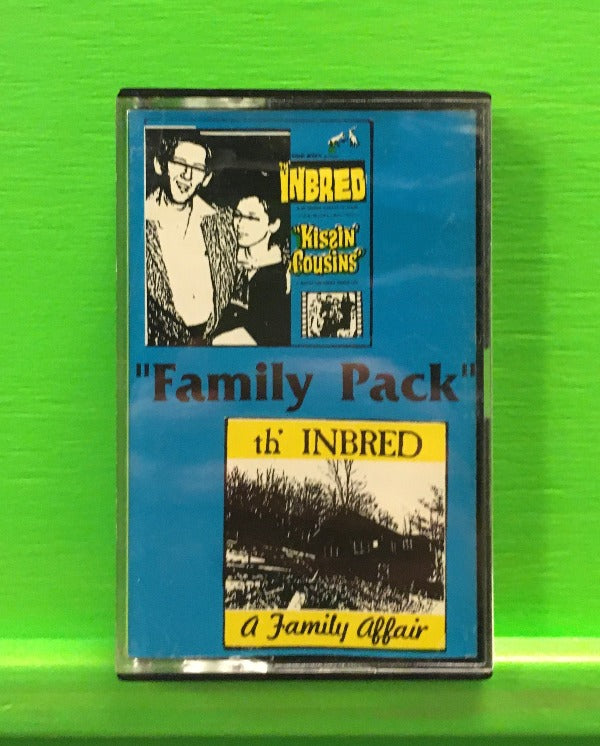 INBRED
"KISSIN'
COUSINS"
"Family Pack"
th' INBRED
A Family Affair